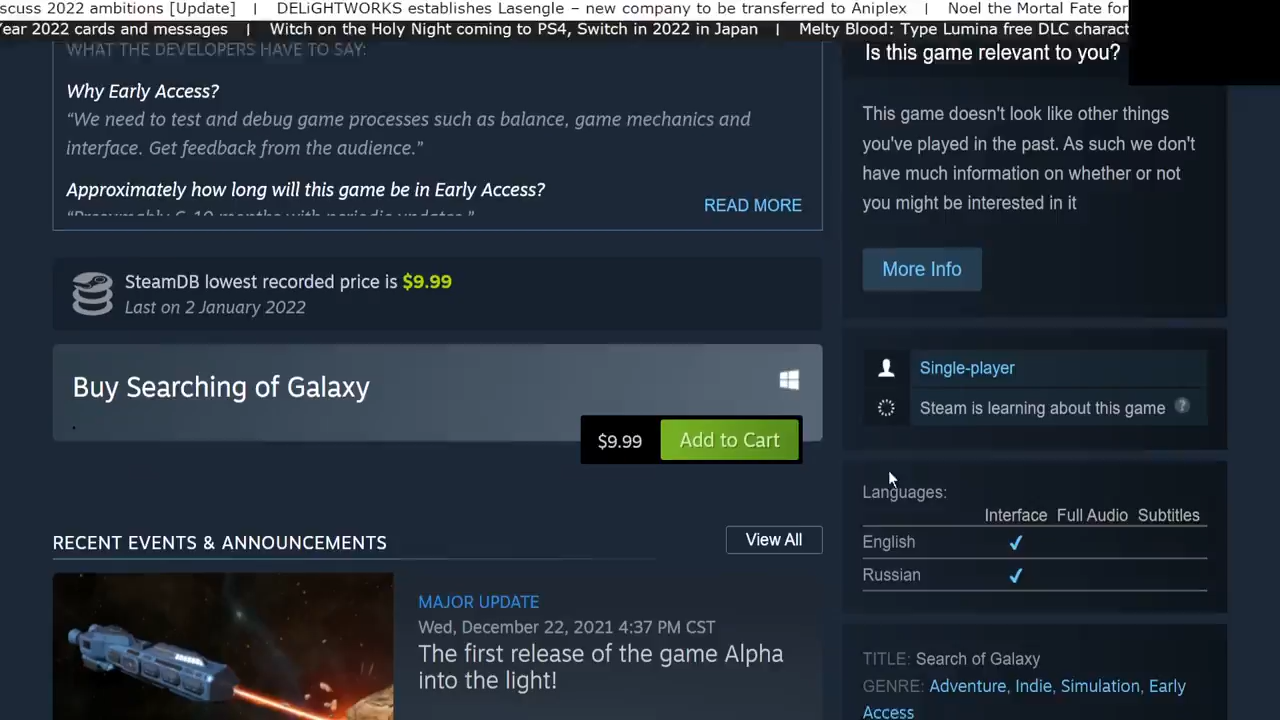 scuss 2022 ambitions [Update] | DELiGHTWORKS establishes Lasengle – new company to be transferred to Aniplex | Noel the Mortal Fate for
Year 2022 cards and messages | Witch on the Holy Night coming to PS4, Switch in 2022 in Japan | Melty Blood: Type Lumina free DLC charact
WHAT THE DEVELOPERS HAVE TO SAY:
Why Early Access?
“We need to test and debug game processes such as balance, game mechanics and
interface. Get feedback from the audience.”
Approximately how long will this game be in Early Access?
“Presumably 6-10 months with periodic updates.”
READ MORE
SteamDB lowest recorded price is $9.99
Last on 2 January 2022
Buy Searching of Galaxy
.
$9.99 Add to Cart
RECENT EVENTS & ANNOUNCEMENTS
View All
MAJOR UPDATE
Wed, December 22, 2021 4:37 PM CST
The first release of the game Alpha
into the light!
Is this game relevant to you?
This game doesn't look like other things
you've played in the past. As such we don't
have much information on whether or not
you might be interested in it
More Info
Single-player
Steam is learning about this game ?
Languages:
Interface Full Audio Subtitles
English ✔
Russian ✔
TITLE: Search of Galaxy
GENRE: Adventure, Indie, Simulation, Early
Access